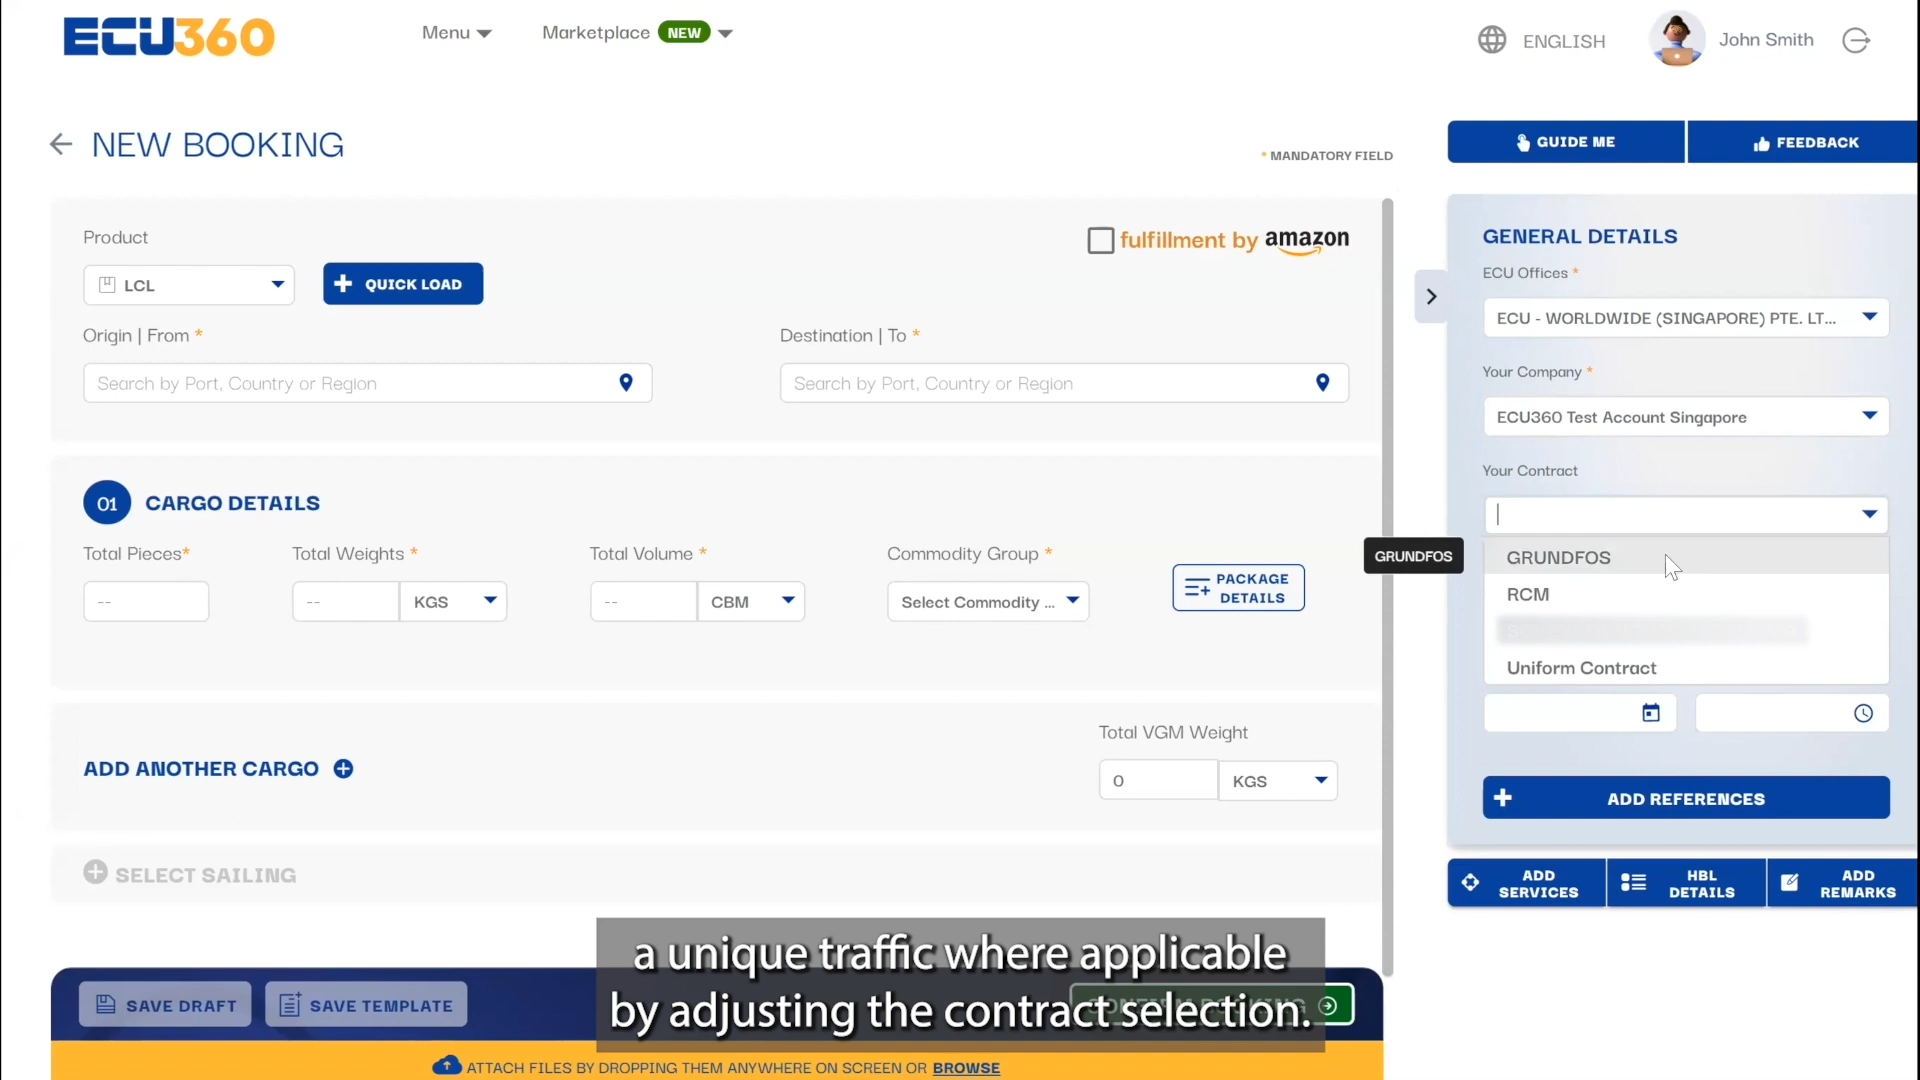 ECU360
Menu
Marketplace NEW
ENGLISH
John Smith
NEW BOOKING
* MANDATORY FIELD
GUIDE ME
FEEDBACK
Product
fulfillment by amazon
LCL
QUICK LOAD
Origin | From *
Destination | To *
Search by Port, Country or Region
Search by Port, Country or Region
GENERAL DETAILS
ECU Offices *
ECU - WORLDWIDE (SINGAPORE) PTE. LT...
Your Company *
ECU360 Test Account Singapore
Your Contract
GRUNDFOS
GRUNDFOS
RCM
Uniform Contract
01 CARGO DETAILS
Total Pieces*
Total Weights *
Total Volume *
Commodity Group *
--
--
KGS
--
CBM
Select Commodity ...
PACKAGE
DETAILS
ADD ANOTHER CARGO
Total VGM Weight
0
KGS
ADD REFERENCES
SELECT SAILING
ADD
SERVICES
HBL
DETAILS
ADD
REMARKS
SAVE DRAFT
SAVE TEMPLATE
a unique traffic where applicable
by adjusting the contract selection.
ATTACH FILES BY DROPPING THEM ANYWHERE ON SCREEN OR BROWSE